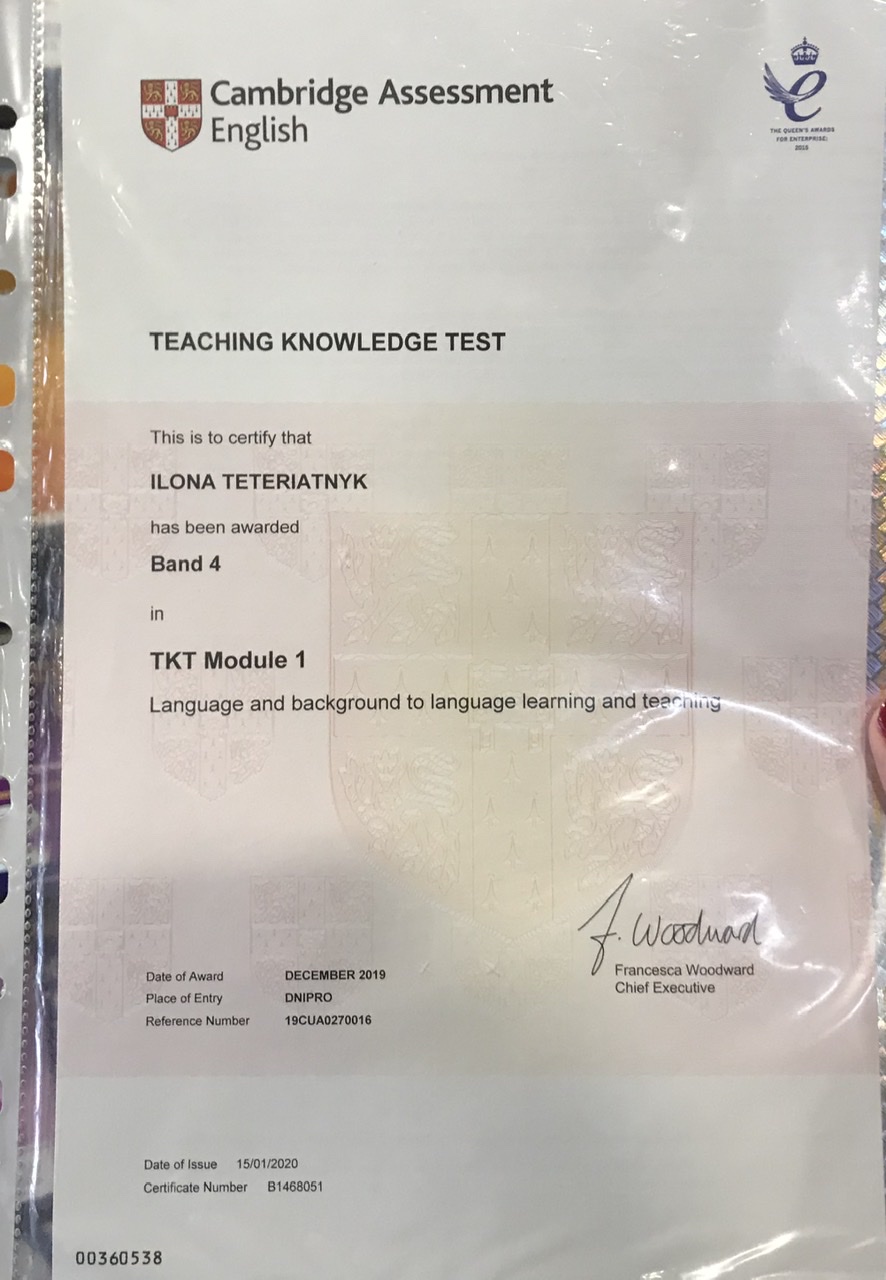 Cambridge Assessment
English
THE QUEEN'S AWARDS
FOR ENTERPRISE:
2015
TEACHING KNOWLEDGE TEST
This is to certify that
ILONA TETERIATNYK
has been awarded
Band 4
in
TKT Module 1
Language and background to language learning and teaching
F. Woodward
Francesca Woodward
Chief Executive
Date of Award DECEMBER 2019
Place of Entry DNIPRO
Reference Number 19CUA0270016
Date of Issue 15/01/2020
Certificate Number B1468051
00360538